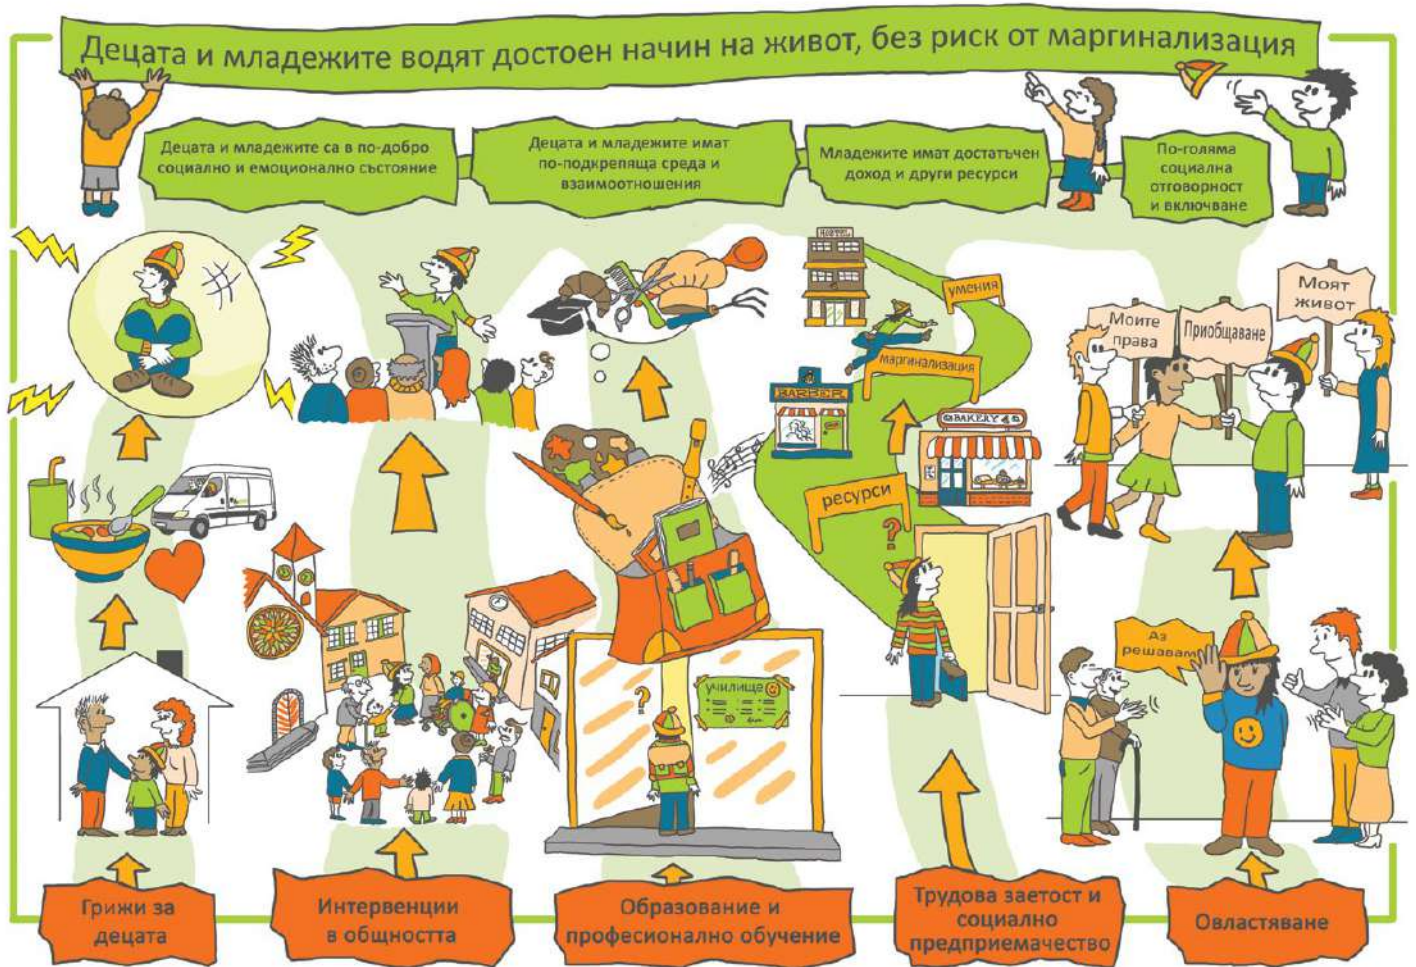 Децата и младежите водят достоен начин на живот, без риск от маргинализация
Децата и младежите са в по-добро
социално и емоционално състояние
Децата и младежите имат
по-подкрепяща среда и
взаимоотношения
Младежите имат достатъчен
доход и други ресурси
По-голяма
социална
отговорност
и включване
HOSTEL
умения
маргинализация
BARBER
BAKERY
ресурси
?
Моите
права
Приобщаване
Моят
живот
?
училище
Аз
решавам
Грижи за
децата
Интервенции
в общността
Образование и
професионално обучение
Трудова заетост и
социално
предприемачество
Овластяване